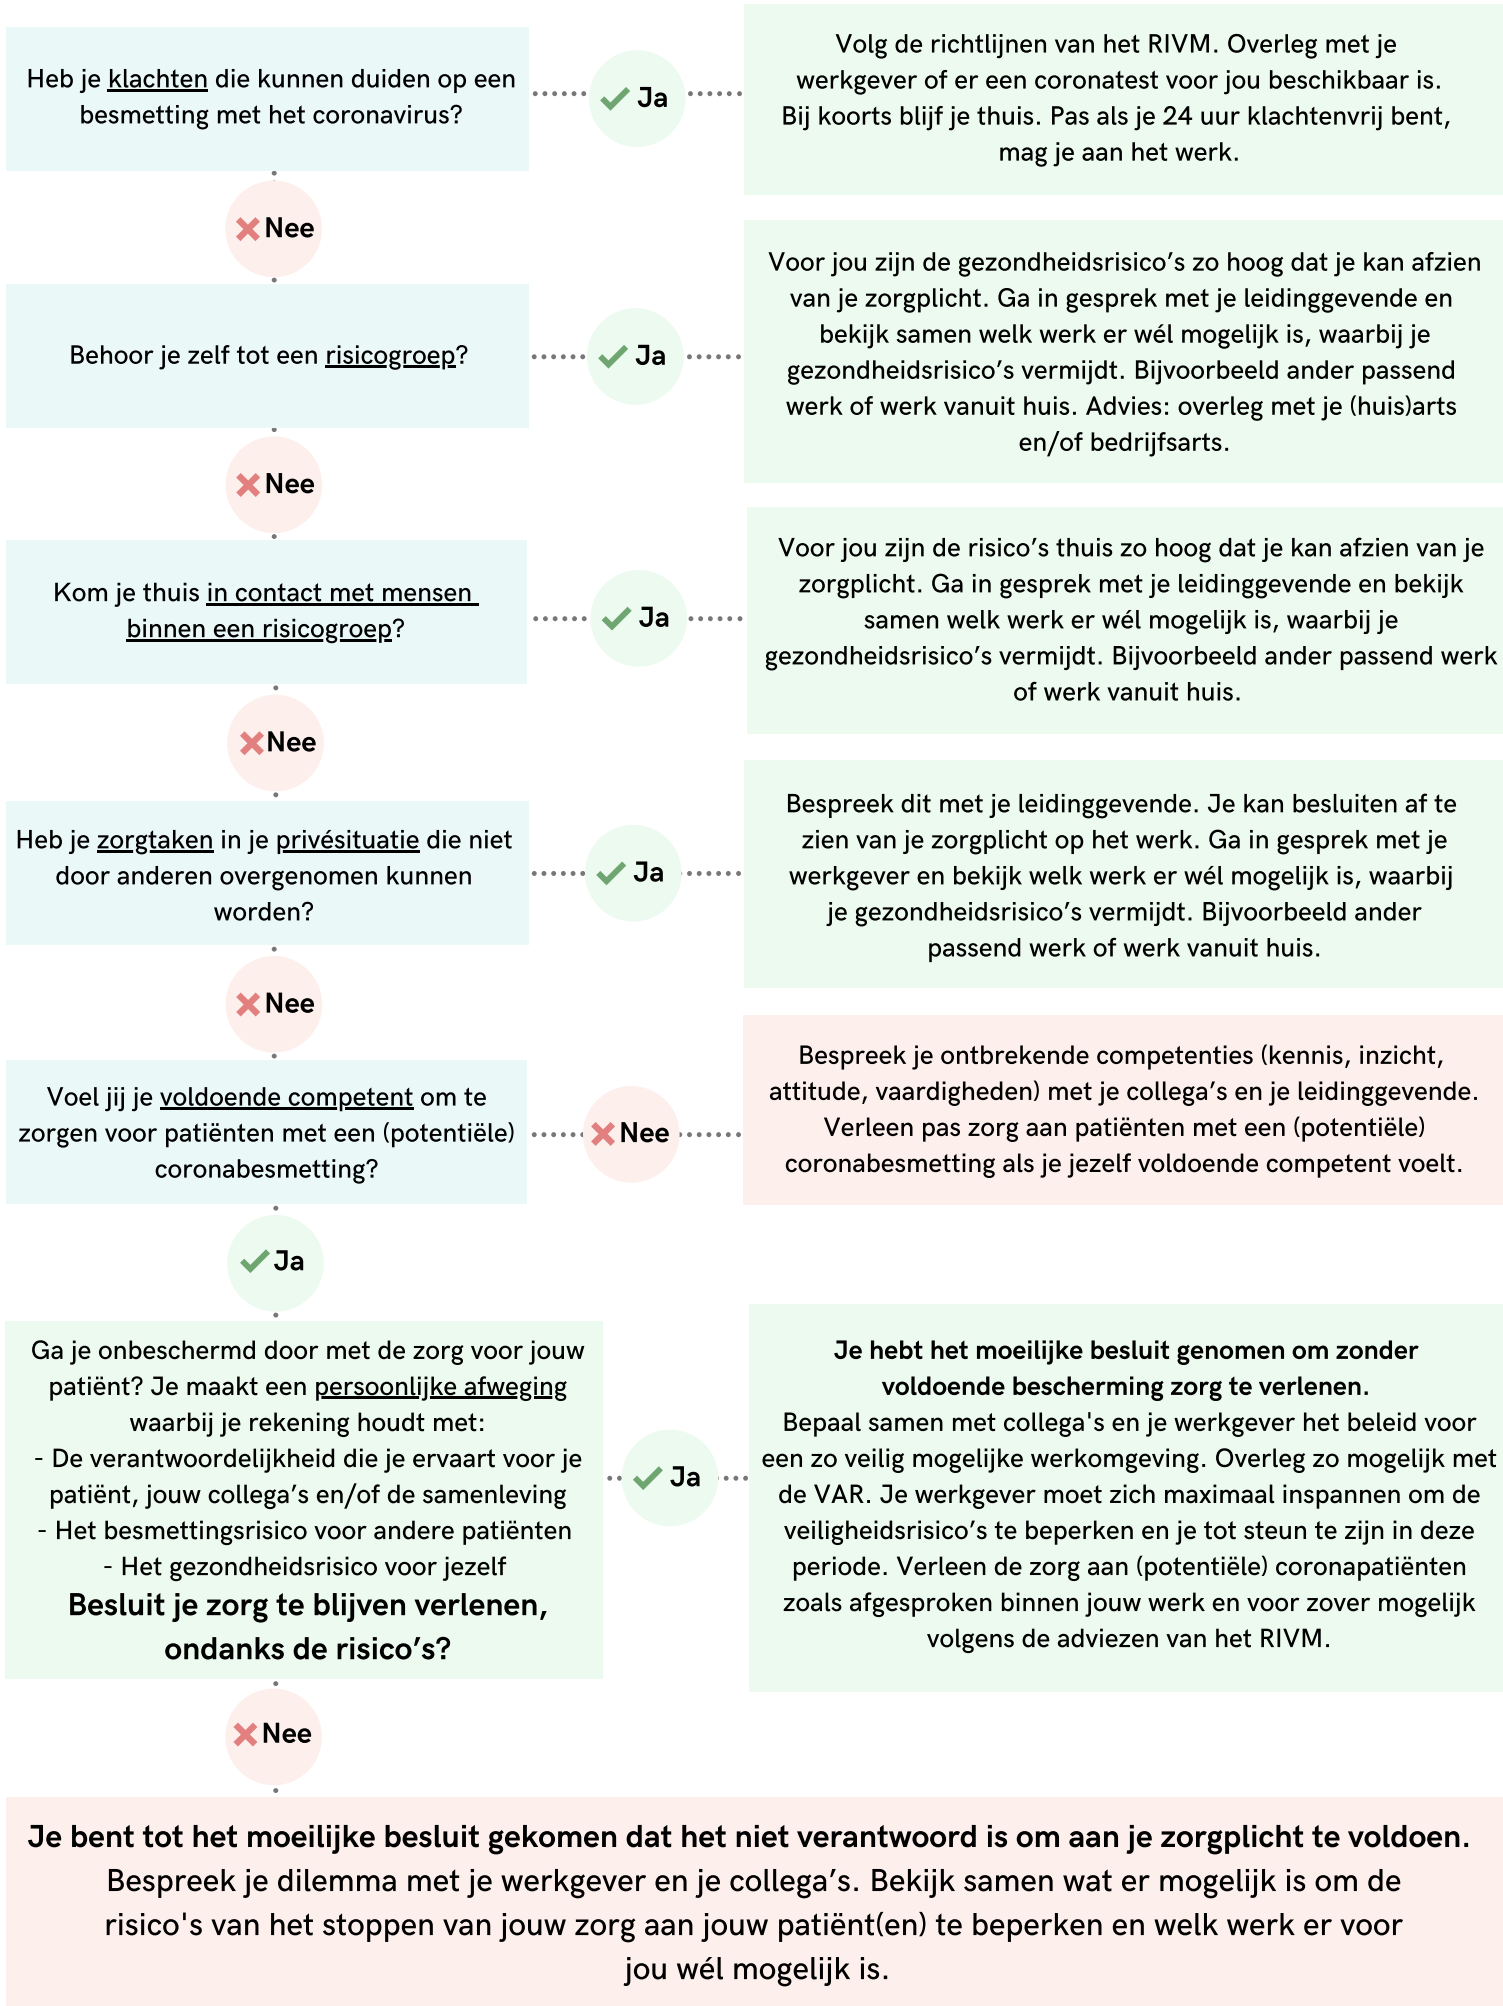 Heb je klachten die kunnen duiden op een
besmetting met het coronavirus?
Ja
Volg de richtlijnen van het RIVM. Overleg met je
werkgever of er een coronatest voor jou beschikbaar is.
Bij koorts blijf je thuis. Pas als je 24 uur klachtenvrij bent,
mag je aan het werk.
Nee
Behoor je zelf tot een risicogroep?
Ja
Voor jou zijn de gezondheidsrisico’s zo hoog dat je kan afzien
van je zorgplicht. Ga in gesprek met je leidinggevende en
bekijk samen welk werk er wél mogelijk is, waarbij je
gezondheidsrisico’s vermijdt. Bijvoorbeeld ander passend
werk of werk vanuit huis. Advies: overleg met je (huis)arts
en/of bedrijfsarts.
Nee
Kom je thuis in contact met mensen
binnen een risicogroep?
Ja
Voor jou zijn de risico’s thuis zo hoog dat je kan afzien van je
zorgplicht. Ga in gesprek met je leidinggevende en bekijk
samen welk werk er wél mogelijk is, waarbij je
gezondheidsrisico’s vermijdt. Bijvoorbeeld ander passend werk
of werk vanuit huis.
Nee
Heb je zorgtaken in je privésituatie die niet
door anderen overgenomen kunnen
worden?
Ja
Bespreek dit met je leidinggevende. Je kan besluiten af te
zien van je zorgplicht op het werk. Ga in gesprek met je
werkgever en bekijk welk werk er wél mogelijk is, waarbij
je gezondheidsrisico’s vermijdt. Bijvoorbeeld ander
passend werk of werk vanuit huis.
Nee
Voel jij je voldoende competent om te
zorgen voor patiënten met een (potentiële)
coronabesmetting?
Nee
Bespreek je ontbrekende competenties (kennis, inzicht,
attitude, vaardigheden) met je collega’s en je leidinggevende.
Verleen pas zorg aan patiënten met een (potentiële)
coronabesmetting als je jezelf voldoende competent voelt.
Ja
Ga je onbeschermd door met de zorg voor jouw
patiënt? Je maakt een persoonlijke afweging
waarbij je rekening houdt met:
- De verantwoordelijkheid die je ervaart voor je
patiënt, jouw collega’s en/of de samenleving
- Het besmettingsrisico voor andere patiënten
- Het gezondheidsrisico voor jezelf
Besluit je zorg te blijven verlenen,
ondanks de risico’s?
Ja
Je hebt het moeilijke besluit genomen om zonder
voldoende bescherming zorg te verlenen.
Bepaal samen met collega's en je werkgever het beleid voor
een zo veilig mogelijke werkomgeving. Overleg zo mogelijk met
de VAR. Je werkgever moet zich maximaal inspannen om de
veiligheidsrisico’s te beperken en je tot steun te zijn in deze
periode. Verleen de zorg aan (potentiële) coronapatiënten
zoals afgesproken binnen jouw werk en voor zover mogelijk
volgens de adviezen van het RIVM.
Nee
Je bent tot het moeilijke besluit gekomen dat het niet verantwoord is om aan je zorgplicht te voldoen.
Bespreek je dilemma met je werkgever en je collega’s. Bekijk samen wat er mogelijk is om de
risico's van het stoppen van jouw zorg aan jouw patiënt(en) te beperken en welk werk er voor
jou wél mogelijk is.